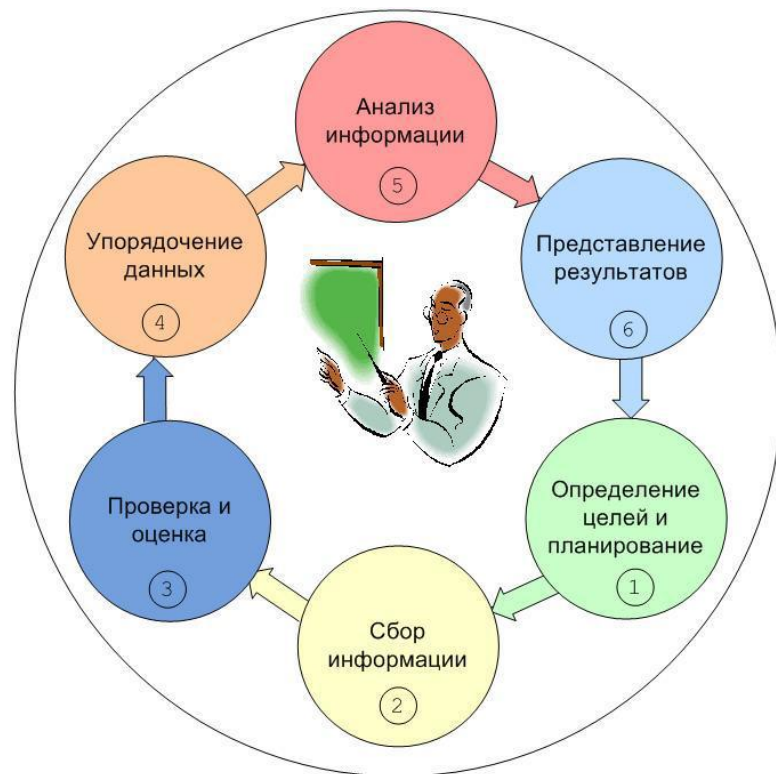 Анализ
информации
5
Представление
результатов
6
Определение
целей и
планирование
1
Сбор
информации
2
Проверка и
оценка
3
Упорядочение
данных
4